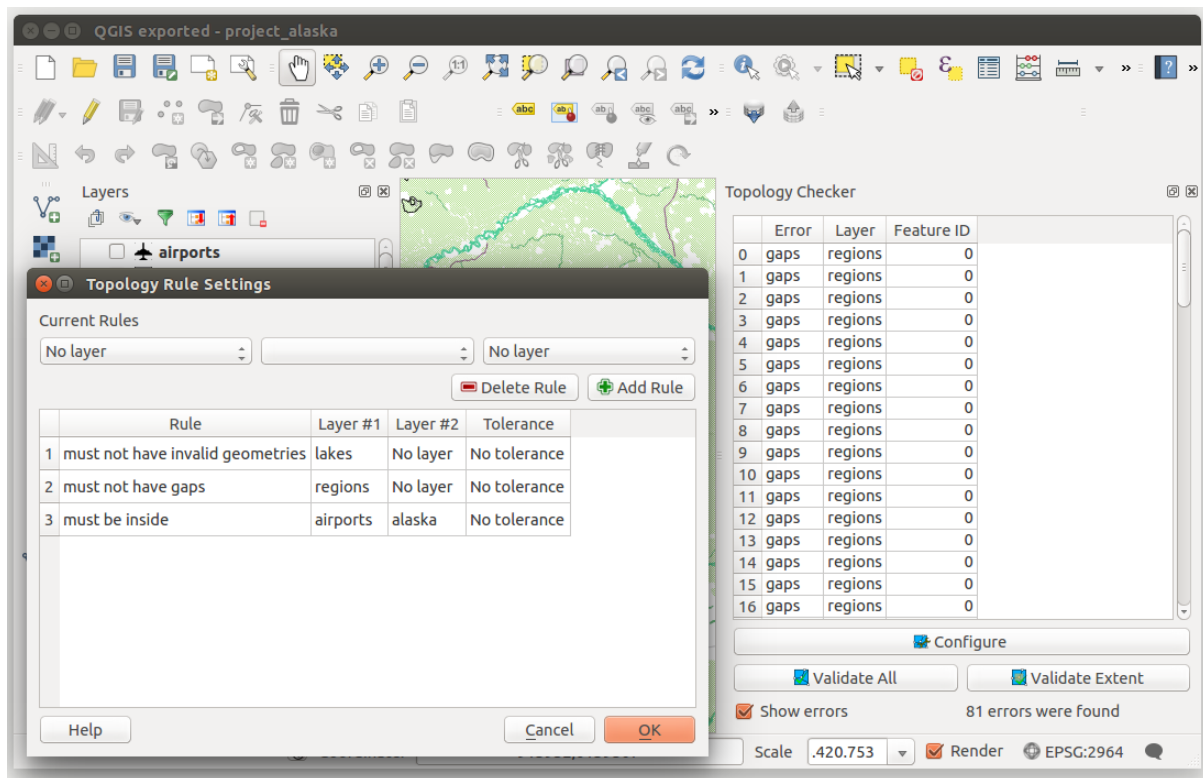 QGIS exported - project_alaska
1:1
abc
ab
ab
abc
abc
» ?
»
Layers
airports
Topology Checker
Error Layer Feature ID
0 gaps regions 0
1 gaps regions 0
2 gaps regions 0
3 gaps regions 0
4 gaps regions 0
5 gaps regions 0
6 gaps regions 0
7 gaps regions 0
8 gaps regions 0
9 gaps regions 0
10 gaps regions 0
11 gaps regions 0
12 gaps regions 0
13 gaps regions 0
14 gaps regions 0
15 gaps regions 0
16 gaps regions 0
Configure
Validate All Validate Extent
Show errors 81 errors were found
Topology Rule Settings
Current Rules
No layer No layer
Delete Rule Add Rule
Rule Layer #1 Layer #2 Tolerance
1 must not have invalid geometries lakes No layer No tolerance
2 must not have gaps regions No layer No tolerance
3 must be inside airports alaska No tolerance
Help Cancel OK
Scale .420.753 Render EPSG:2964